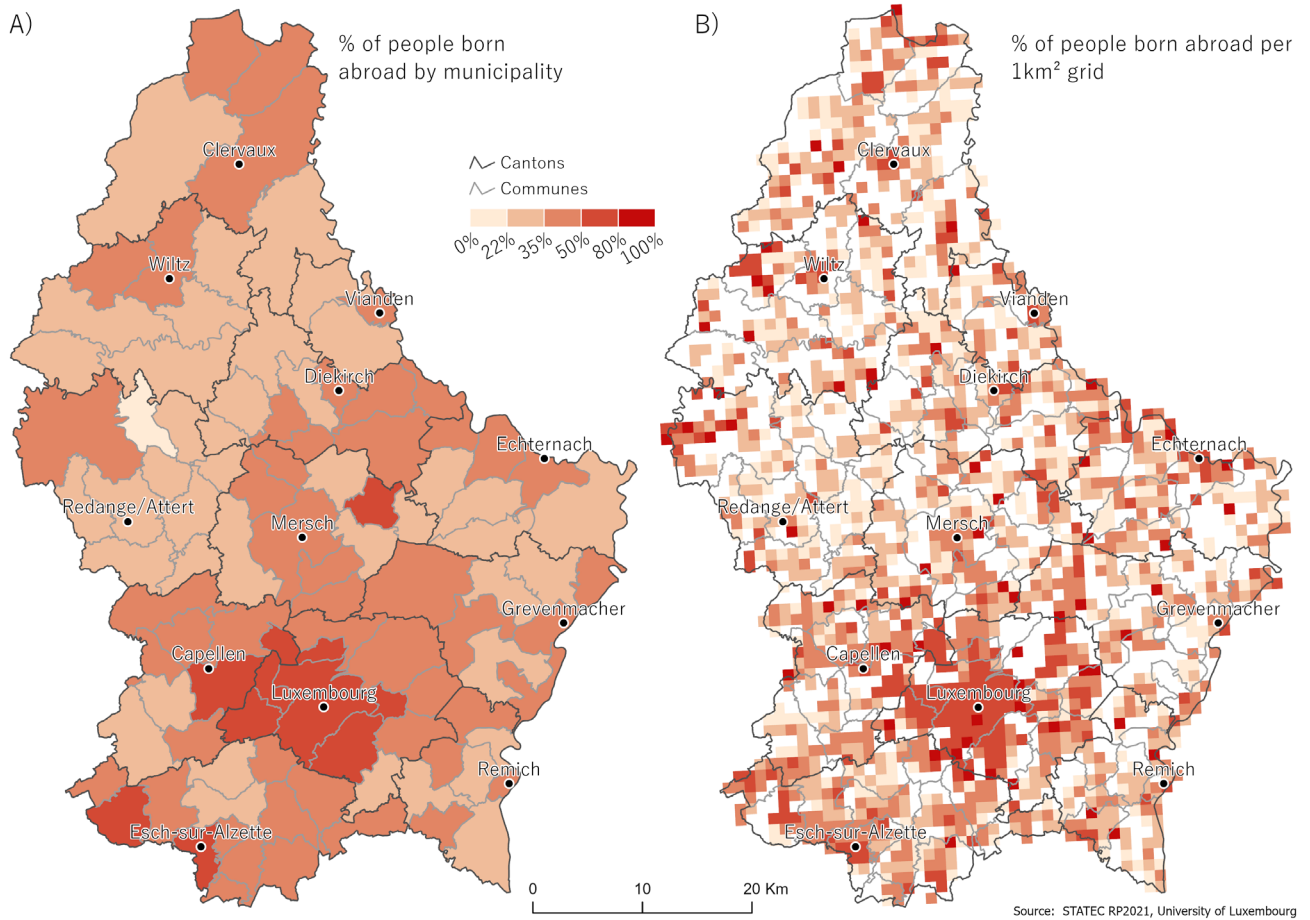 A)
% of people born
abroad by municipality
Cantons
Communes
0% 22% 35% 50% 80% 100%
Clervaux
Wiltz
Vianden
Diekirch
Echternach
Redange/Attert
Mersch
Grevenmacher
Capellen
Luxembourg
Remich
Esch-sur-Alzette
0 10 20 Km
B)
% of people born abroad per
1km² grid
Clervaux
Wiltz
Vianden
Diekirch
Echternach
Redange/Attert
Mersch
Grevenmacher
Capellen
Luxembourg
Remich
Esch-sur-Alzette
Source: STATEC RP2021, University of Luxembourg